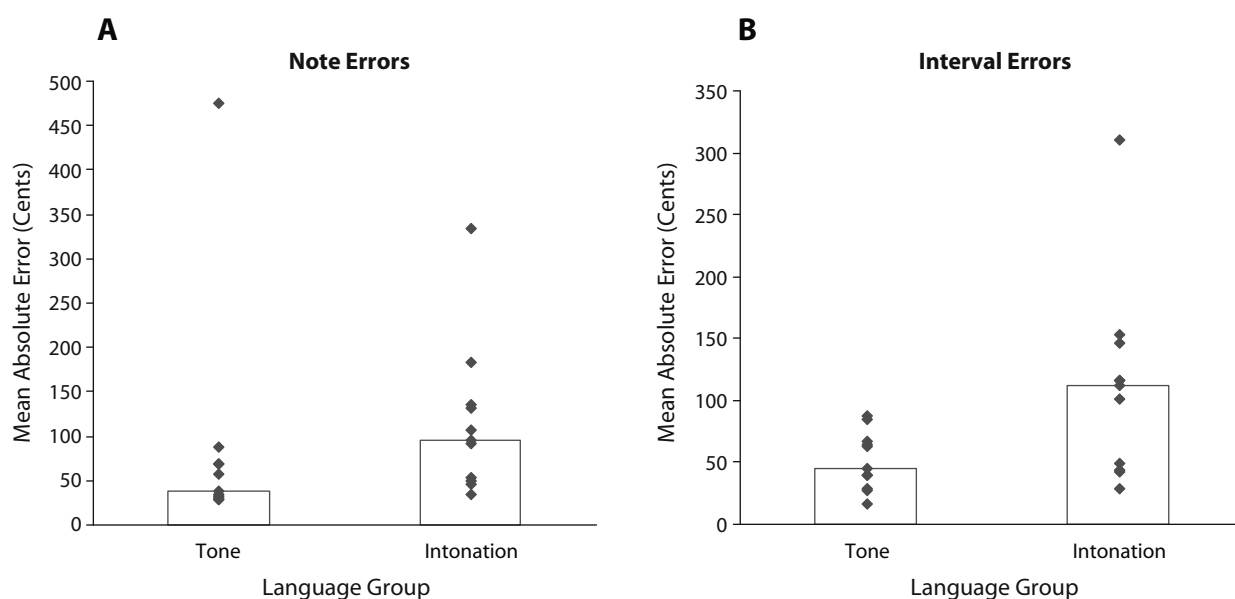 A
Note Errors
Mean Absolute Error (Cents)
500
450
400
350
300
250
200
150
100
50
0
Tone
Intonation
Language Group
B
Interval Errors
Mean Absolute Error (Cents)
350
300
250
200
150
100
50
0
Tone
Intonation
Language Group